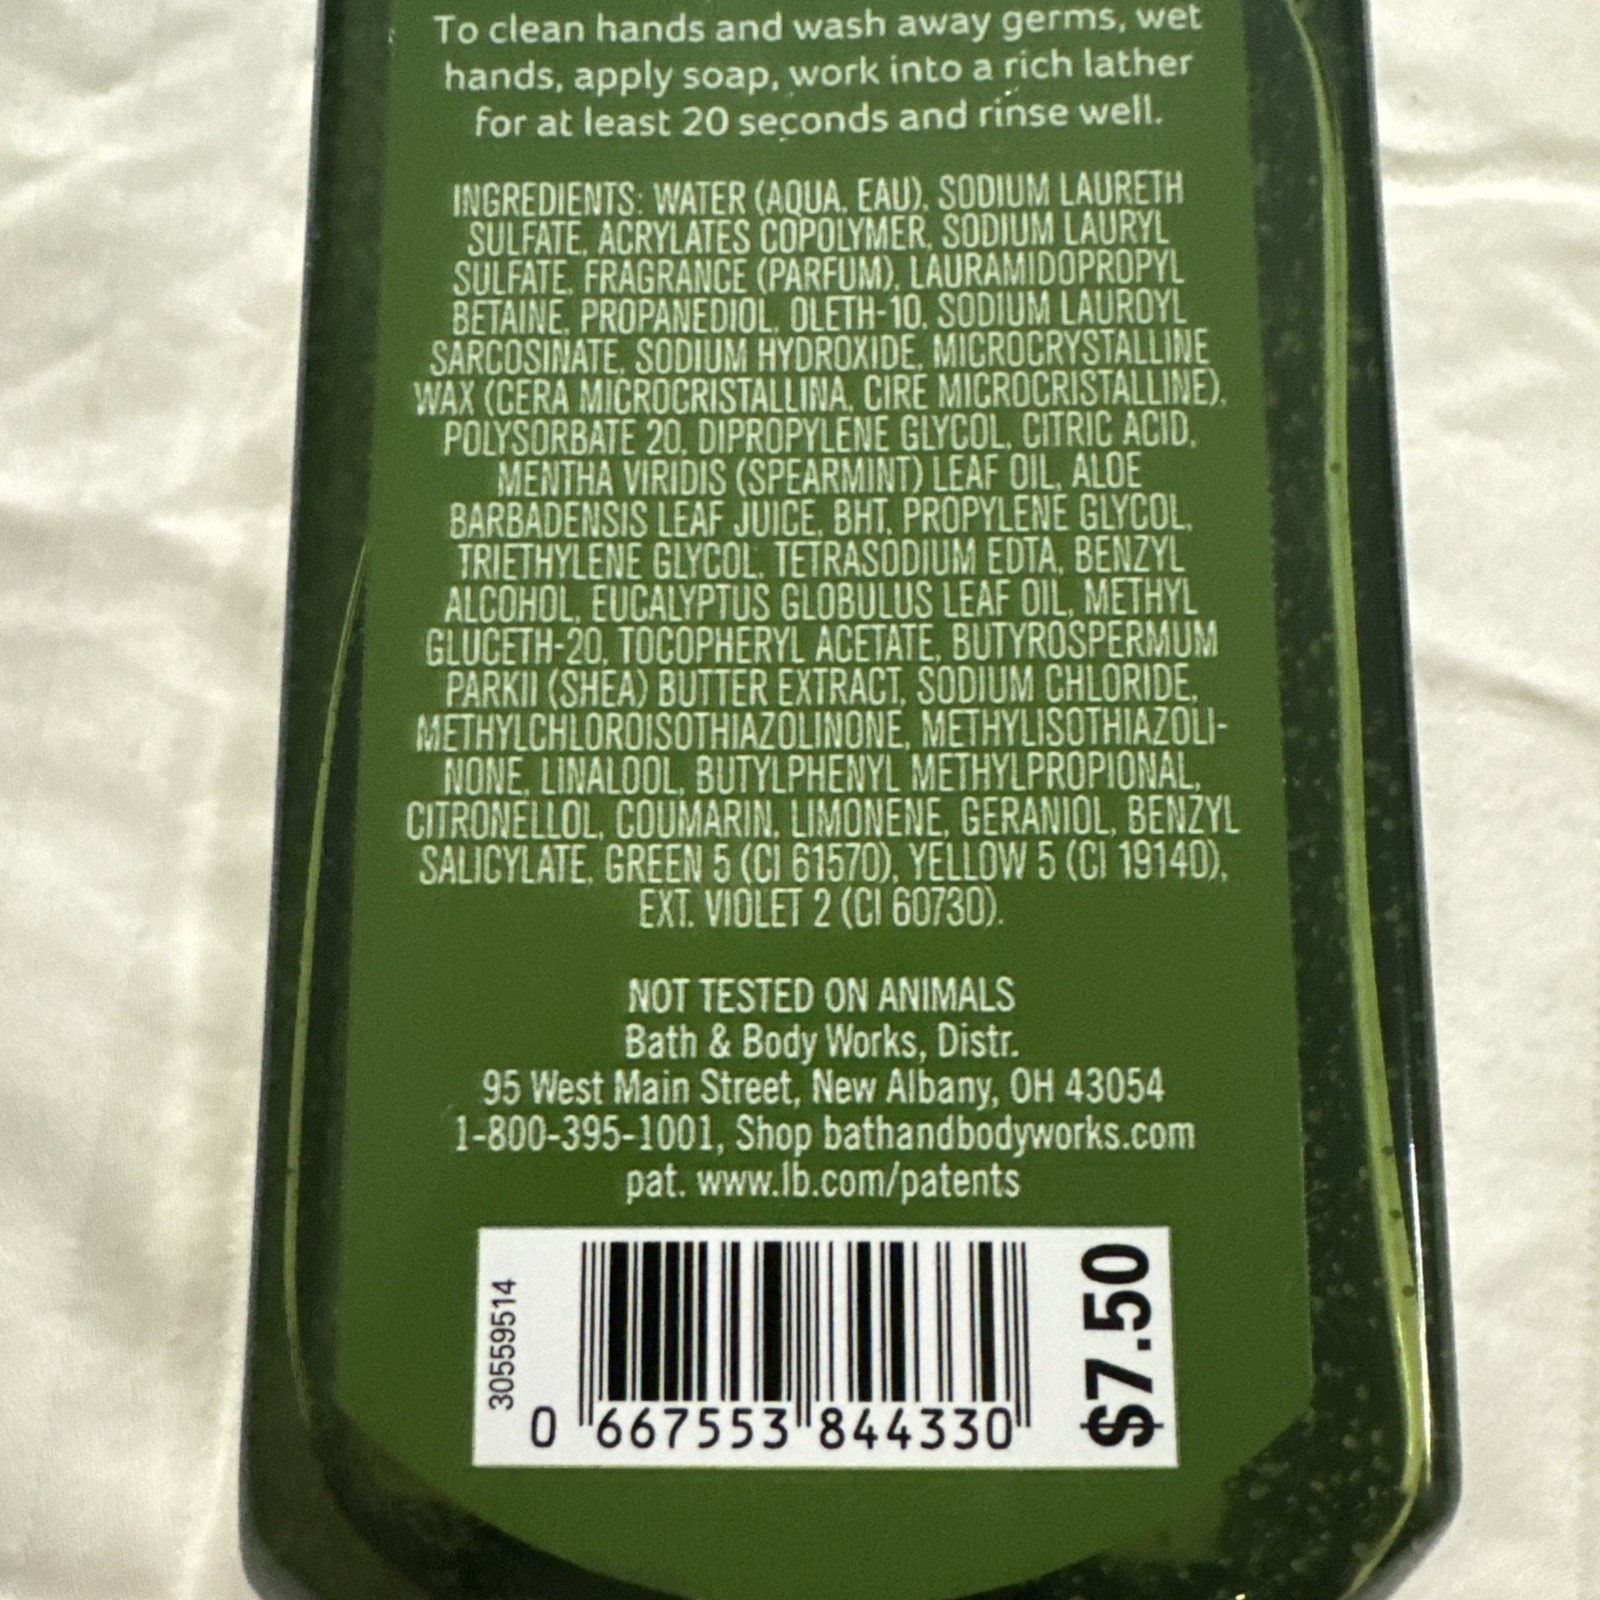 To clean hands and wash away germs, wet
hands, apply soap, work into a rich lather
for at least 20 seconds and rinse well.
INGREDIENTS: WATER (AQUA, EAU), SODIUM LAURETH
SULFATE, ACRYLATES COPOLYMER, SODIUM LAURYL
SULFATE, FRAGRANCE (PARFUM), LAURAMIDOPROPYL
BETAINE, PROPANEDIOL, OLETH-10, SODIUM LAUROYL
SARCOSINATE, SODIUM HYDROXIDE, MICROCRYSTALLINE
WAX (CERA MICROCRISTALLINA, CIRE MICROCRISTALLINE),
POLYSORBATE 20, DIPROPYLENE GLYCOL, CITRIC ACID,
MENTHA VIRIDIS (SPEARMINT) LEAF OIL, ALOE
BARBADENSIS LEAF JUICE, BHT, PROPYLENE GLYCOL,
TRIETHYLENE GLYCOL, TETRASODIUM EDTA, BENZYL
ALCOHOL, EUCALYPTUS GLOBULUS LEAF OIL, METHYL
GLUCETH-20, TOCOPHERYL ACETATE, BUTYROSPERMUM
PARKII (SHEA) BUTTER EXTRACT, SODIUM CHLORIDE,
METHYLCHLOROISOTHIAZOLINONE, METHYLISOTHIAZOLI-
NONE, LINALOOL, BUTYLPHENYL METHYLPROPIONAL,
CITRONELLOL, COUMARIN, LIMONENE, GERANIOL, BENZYL
SALICYLATE, GREEN 5 (CI 61570), YELLOW 5 (CI 19140),
EXT. VIOLET 2 (CI 60730).
NOT TESTED ON ANIMALS
Bath & Body Works, Distr.
95 West Main Street, New Albany, OH 43054
1-800-395-1001, Shop bathandbodyworks.com
pat. www.lb.com/patents
30559514
0 667553 844330
$7.50